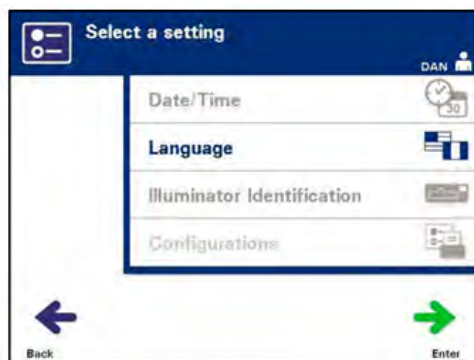 Select a setting
DAN
Date/Time
30
Language
Illuminator Identification
Configurations
Back
Enter